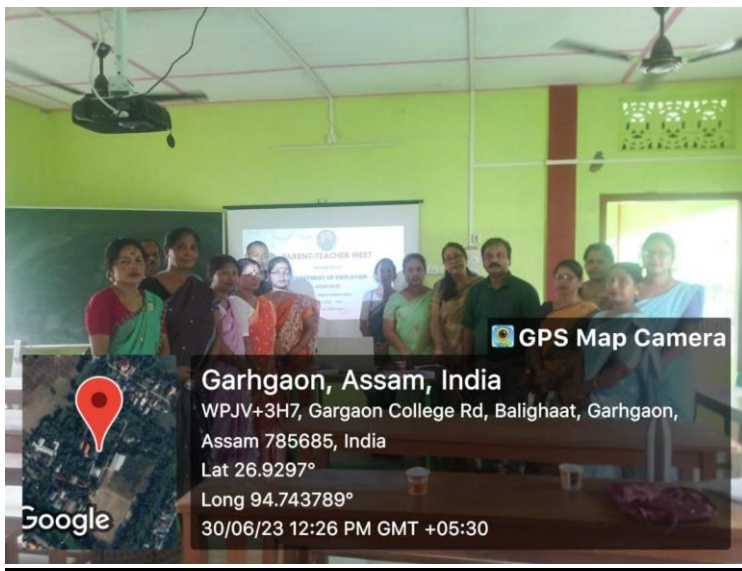 PARENT-TEACHER MEET
DEPARTMENT OF EDUCATION
GPS Map Camera
Garhgaon, Assam, India
WPJV+3H7, Gargaon College Rd, Balighaat, Garhgaon,
Assam 785685, India
Lat 26.9297°
Long 94.743789°
30/06/23 12:26 PM GMT +05:30
Google